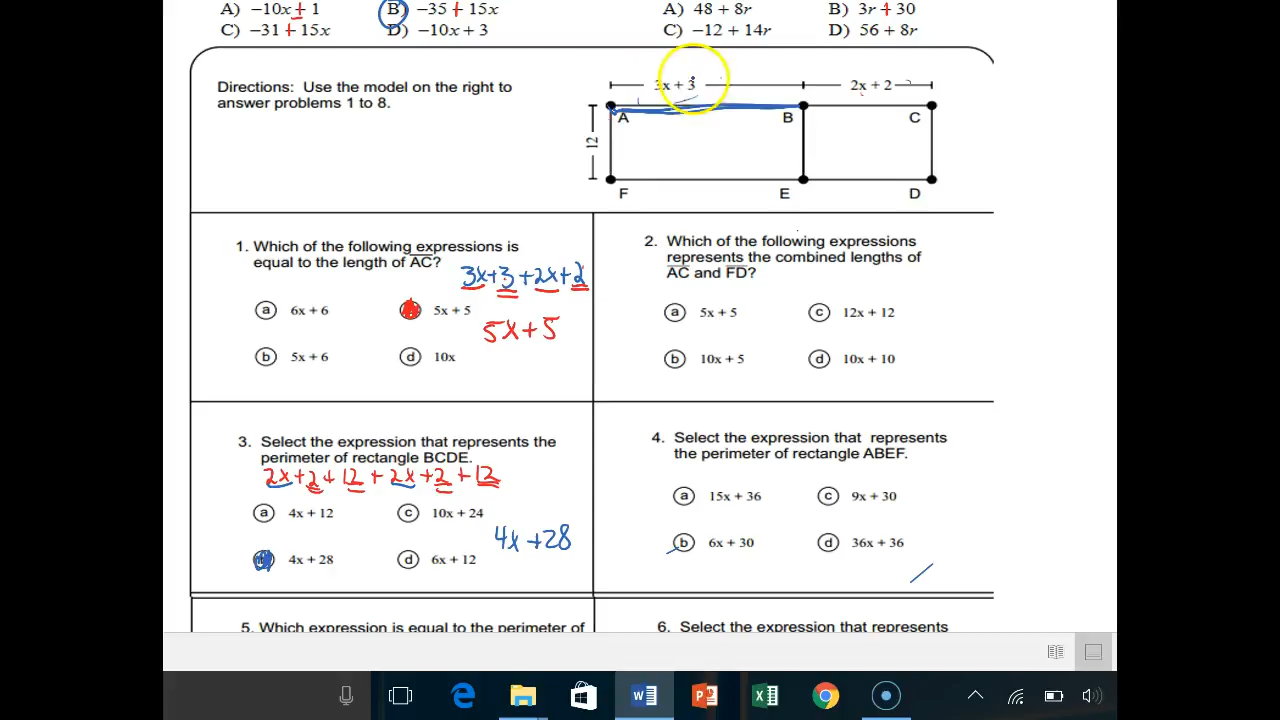 A) −10x + 1
B) −35 + 15x
C) −31 + 15x
D) −10x + 3
A) 48 + 8r
B) 3r + 30
C) −12 + 14r
D) 56 + 8r
Directions: Use the model on the right to
answer problems 1 to 8.
3x + 3
2x + 2
12
A
B
C
F
E
D
1. Which of the following expressions is
equal to the length of AC?
3x+3+2x+2
a 6x + 6
5x + 5
b 5x + 6
d 10x
5x+5
2. Which of the following expressions
represents the combined lengths of
AC and FD?
a 5x + 5
c 12x + 12
b 10x + 5
d 10x + 10
3. Select the expression that represents the
perimeter of rectangle BCDE.
2x+2+12+2x+2+12
a 4x + 12
c 10x + 24
4x + 28
d 6x + 12
4x+28
4. Select the expression that represents
the perimeter of rectangle ABEF.
a 15x + 36
c 9x + 30
b 6x + 30
d 36x + 36
5. Which expression is equal to the perimeter of
6. Select the expression that represents